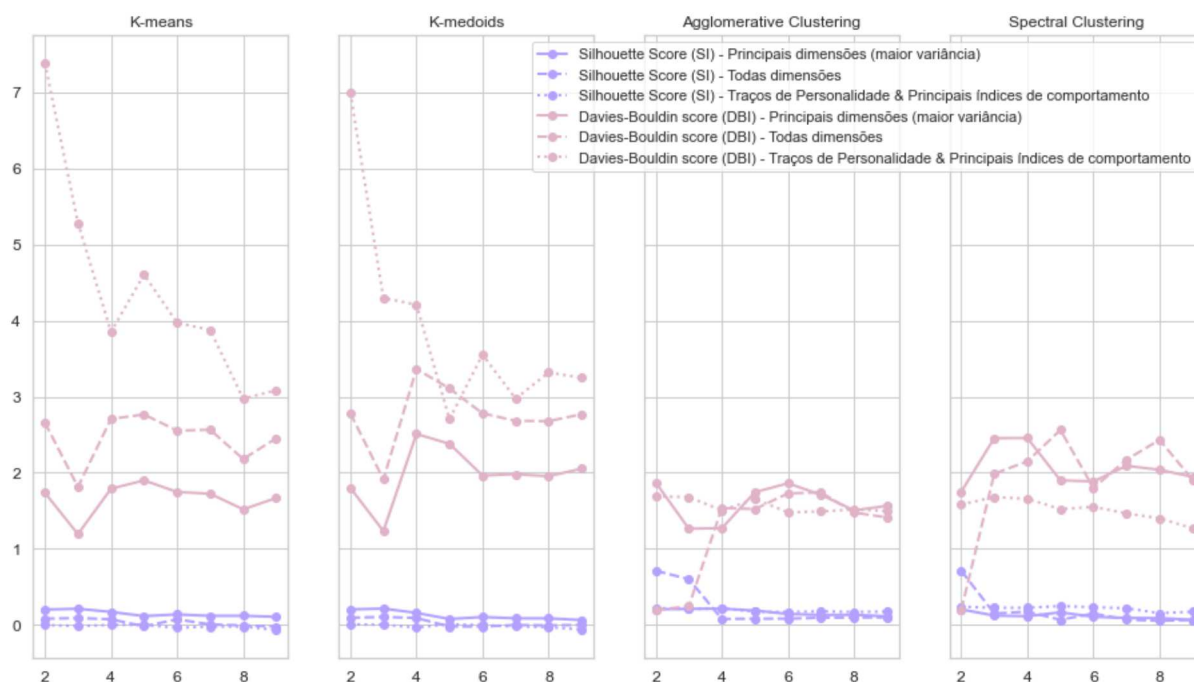 K-means
K-medoids
Agglomerative Clustering
Spectral Clustering
Silhouette Score (SI) - Principais dimensões (maior variância)
Silhouette Score (SI) - Todas dimensões
Silhouette Score (SI) - Traços de Personalidade & Principais índices de comportamento
Davies-Bouldin score (DBI) - Principais dimensões (maior variância)
Davies-Bouldin score (DBI) - Todas dimensões
Davies-Bouldin score (DBI) - Traços de Personalidade & Principais índices de comportamento
7
6
5
4
3
2
1
0
2 4 6 8
2 4 6 8
2 4 6 8
2 4 6 8